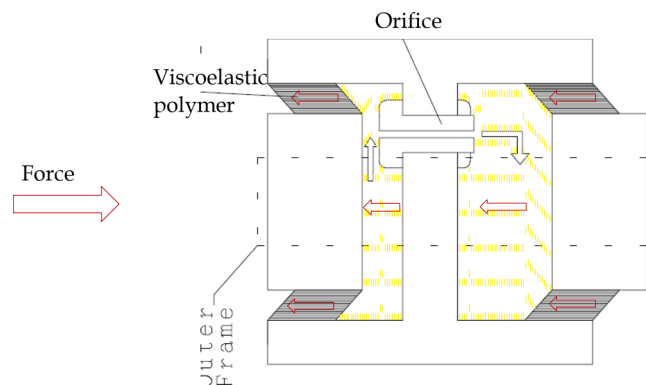 Orifice
Viscoelastic
polymer
Force
Outer
Frame